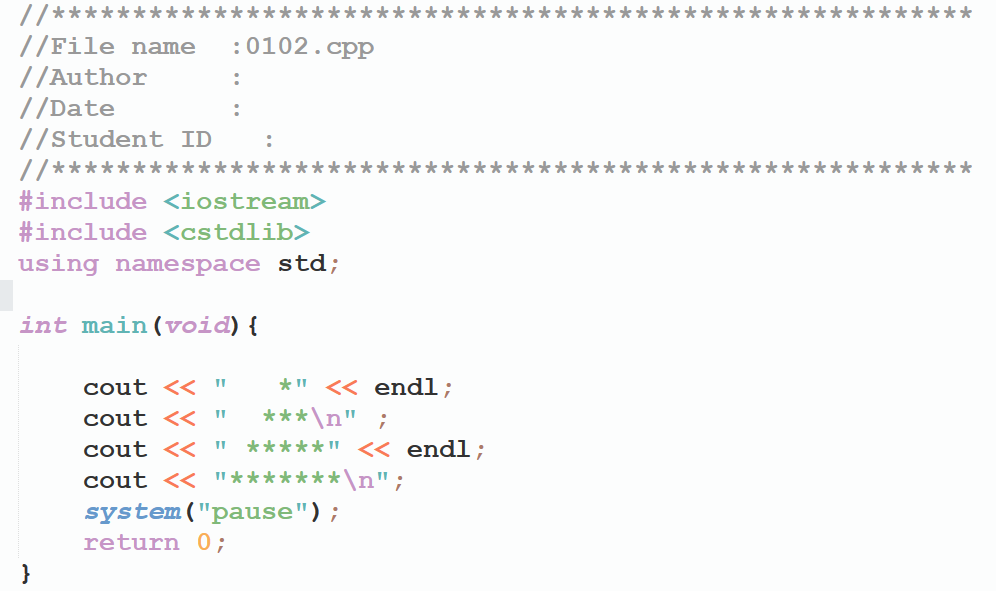 //*********************************************************
//File name  :0102.cpp
//Author     :
//Date       :
//Student ID   :
//*********************************************************
#include <iostream>
#include <cstdlib>
using namespace std;
int main(void){
    cout << "   *" << endl;
    cout << "  ***\n" ;
    cout << " *****" << endl;
    cout << "*******\n";
    system("pause");
    return 0;
}